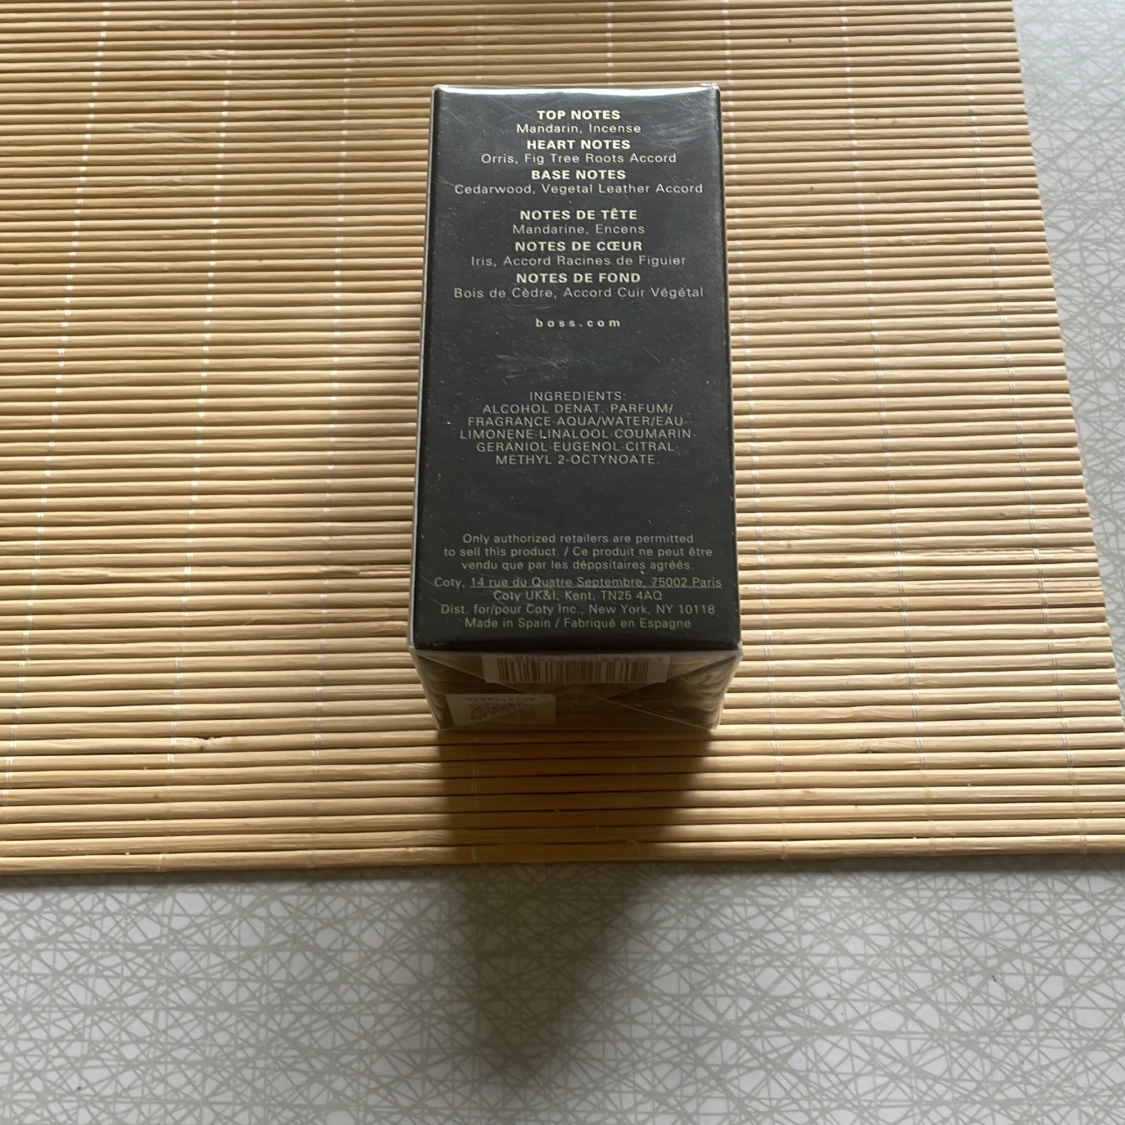 TOP NOTES
Mandarin, Incense
HEART NOTES
Orris, Fig Tree Roots Accord
BASE NOTES
Cedarwood, Vegetal Leather Accord
NOTES DE TÊTE
Mandarine, Encens
NOTES DE CŒUR
Iris, Accord Racines de Figuier
NOTES DE FOND
Bois de Cèdre, Accord Cuir Végétal
boss.com
INGREDIENTS:
ALCOHOL DENAT. PARFUM/
FRAGRANCE·AQUA/WATER/EAU·
LIMONENE·LINALOOL·COUMARIN·
GERANIOL·EUGENOL·CITRAL·
METHYL 2-OCTYNOATE.
Only authorized retailers are permitted
to sell this product. / Ce produit ne peut être
vendu que par les dépositaires agréés.
Coty, 14 rue du Quatre Septembre, 75002 Paris
Coty UK&I, Kent, TN25 4AQ
Dist. for/pour Coty Inc., New York, NY 10118
Made in Spain / Fabriqué en Espagne